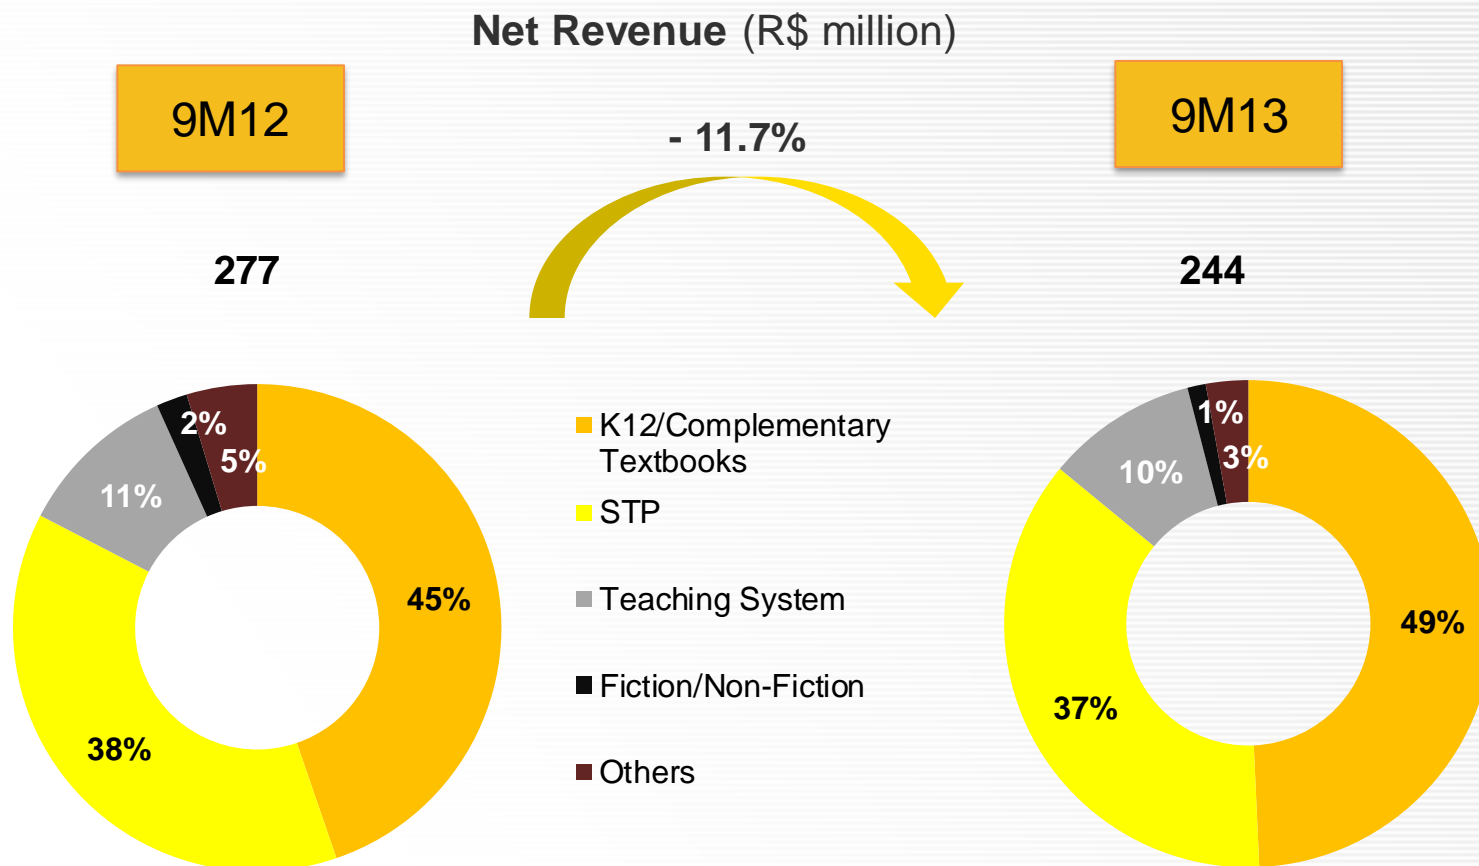 Net Revenue (R$ million)
9M12
9M13
- 11.7%
277
244
2%
5%
11%
45%
38%
K12/Complementary
Textbooks
STP
Teaching System
Fiction/Non-Fiction
Others
1%
3%
10%
49%
37%